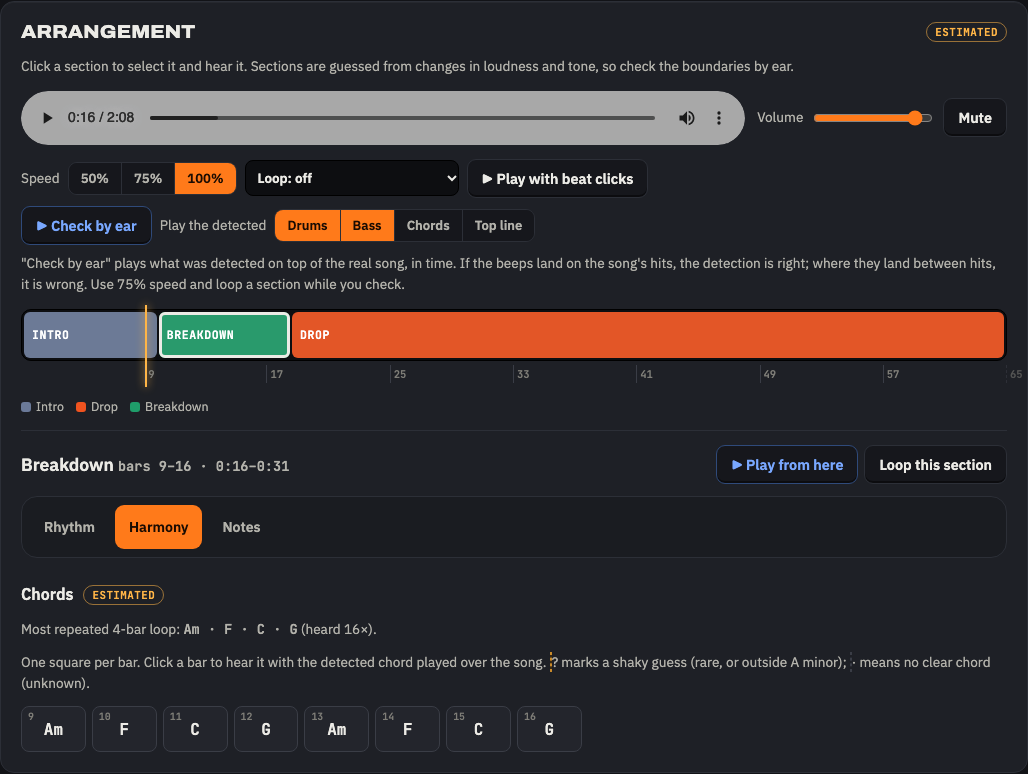 ARRANGEMENT
ESTIMATED
Click a section to select it and hear it. Sections are guessed from changes in loudness and tone, so check the boundaries by ear.
0:16 / 2:08
Volume
Mute
Speed 50% 75% 100% Loop: off ▶ Play with beat clicks
▶ Check by ear Play the detected Drums Bass Chords Top line
"Check by ear" plays what was detected on top of the real song, in time. If the beeps land on the song's hits, the detection is right; where they land between hits,
it is wrong. Use 75% speed and loop a section while you check.
INTRO BREAKDOWN DROP
9 17 25 33 41 49 57 65
Intro Drop Breakdown
Breakdown bars 9–16 · 0:16–0:31
▶ Play from here Loop this section
Rhythm Harmony Notes
Chords ESTIMATED
Most repeated 4-bar loop: Am · F · C · G (heard 16×).
One square per bar. Click a bar to hear it with the detected chord played over the song. ? marks a shaky guess (rare, or outside A minor); · means no clear chord
(unknown).
9 10 11 12 13 14 15 16
Am F C G Am F C G